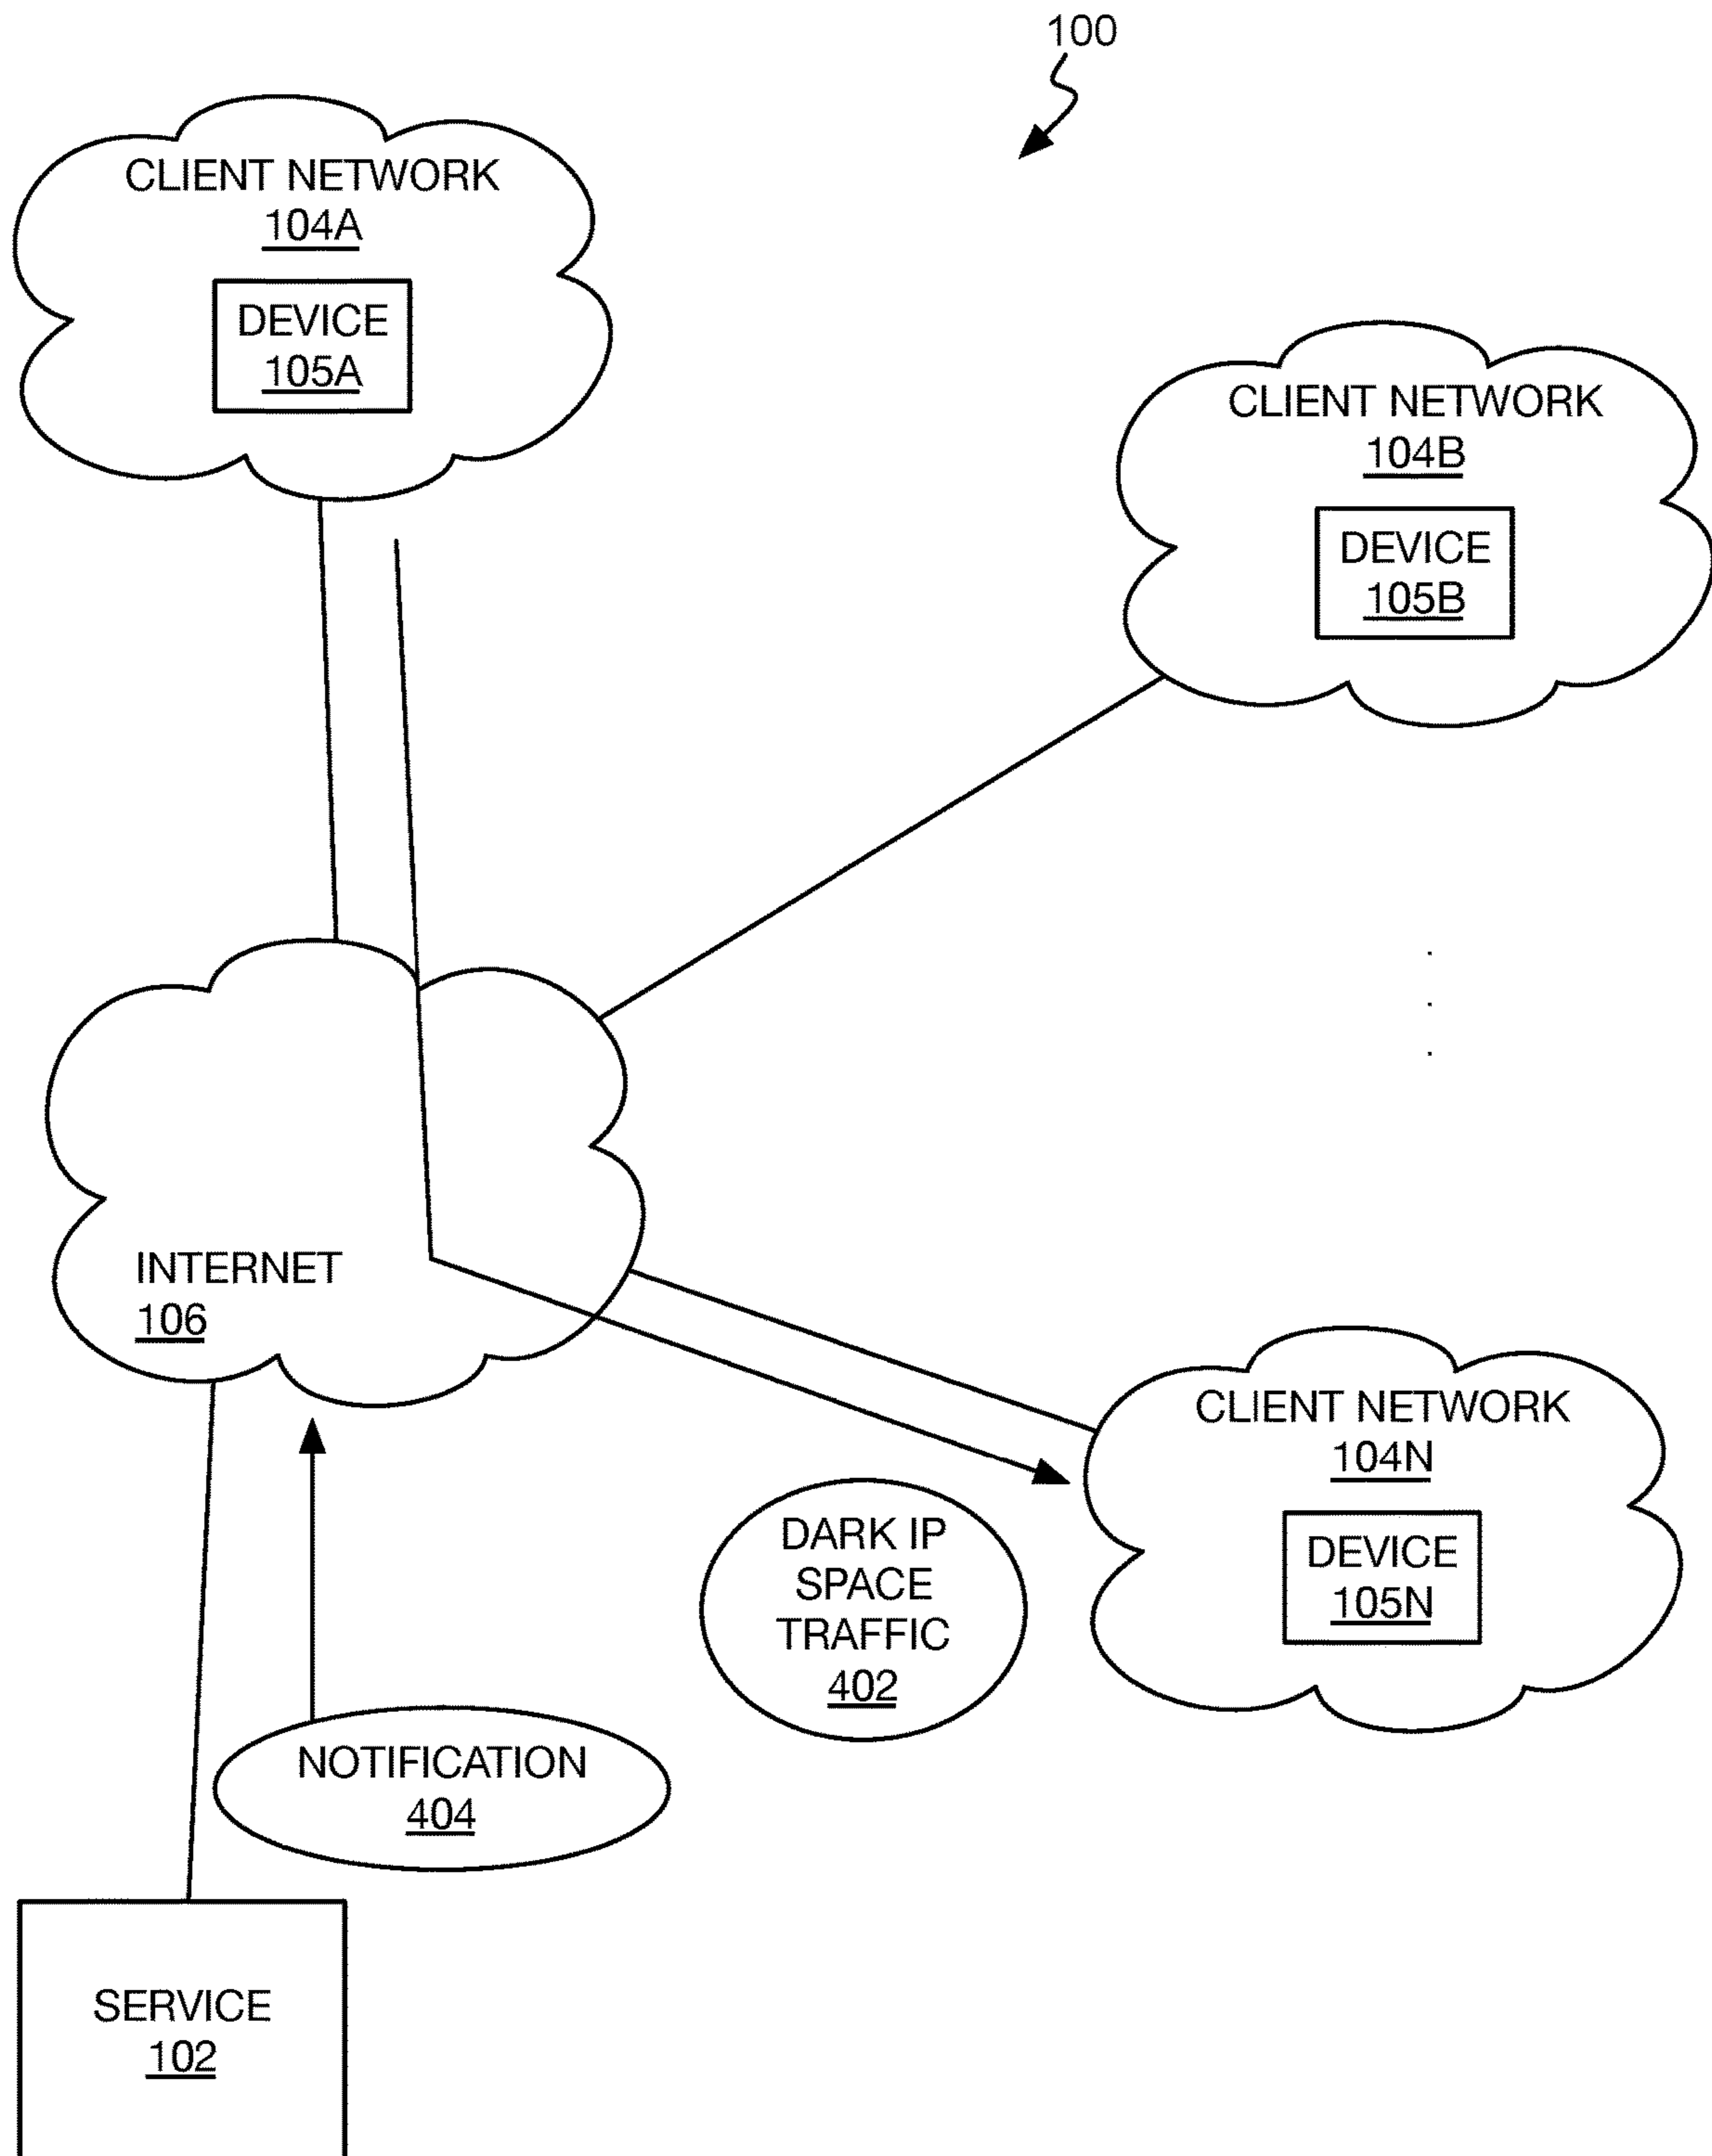 100
CLIENT NETWORK
104A
DEVICE
105A
CLIENT NETWORK
104B
DEVICE
105B
INTERNET
106
CLIENT NETWORK
104N
DEVICE
105N
DARK IP
SPACE
TRAFFIC
402
NOTIFICATION
404
SERVICE
102